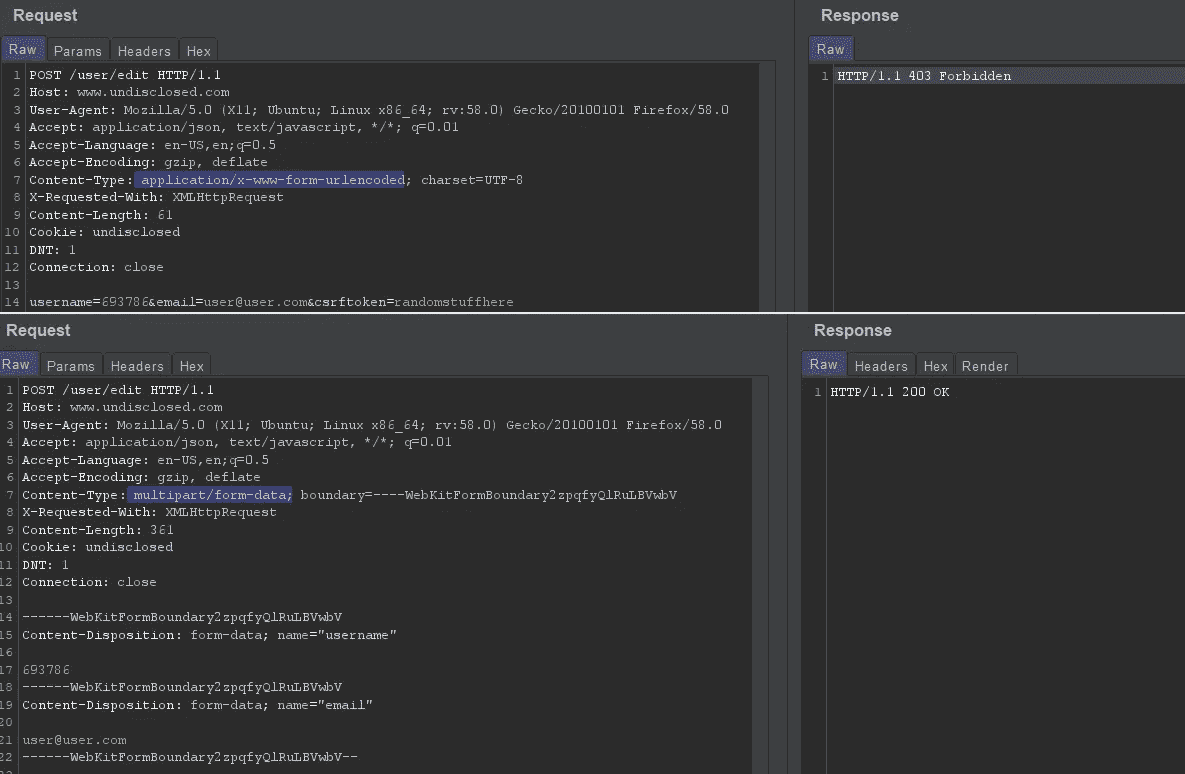 Request
Raw Params Headers Hex
1 POST /user/edit HTTP/1.1
2 Host: www.undisclosed.com
3 User-Agent: Mozilla/5.0 (X11; Ubuntu; Linux x86_64; rv:58.0) Gecko/20100101 Firefox/58.0
4 Accept: application/json, text/javascript, */*; q=0.01
5 Accept-Language: en-US,en;q=0.5
6 Accept-Encoding: gzip, deflate
7 Content-Type: application/x-www-form-urlencoded; charset=UTF-8
8 X-Requested-With: XMLHttpRequest
9 Content-Length: 61
10 Cookie: undisclosed
11 DNT: 1
12 Connection: close
13
14 username=693786&email=user@user.com&csrftoken=randomstuffhere
Response
Raw
1 HTTP/1.1 403 Forbidden
Request
Raw Params Headers Hex
1 POST /user/edit HTTP/1.1
2 Host: www.undisclosed.com
3 User-Agent: Mozilla/5.0 (X11; Ubuntu; Linux x86_64; rv:58.0) Gecko/20100101 Firefox/58.0
4 Accept: application/json, text/javascript, */*; q=0.01
5 Accept-Language: en-US,en;q=0.5
6 Accept-Encoding: gzip, deflate
7 Content-Type: multipart/form-data; boundary=----WebKitFormBoundary2zpqfyQlRuLBVwbV
8 X-Requested-With: XMLHttpRequest
9 Content-Length: 361
10 Cookie: undisclosed
11 DNT: 1
12 Connection: close
13
14 ------WebKitFormBoundary2zpqfyQlRuLBVwbV
15 Content-Disposition: form-data; name="username"
16
17 693786
18 ------WebKitFormBoundary2zpqfyQlRuLBVwbV
19 Content-Disposition: form-data; name="email"
20
21 user@user.com
22 ------WebKitFormBoundary2zpqfyQlRuLBVwbV--
Response
Raw Headers Hex Render
1 HTTP/1.1 200 OK